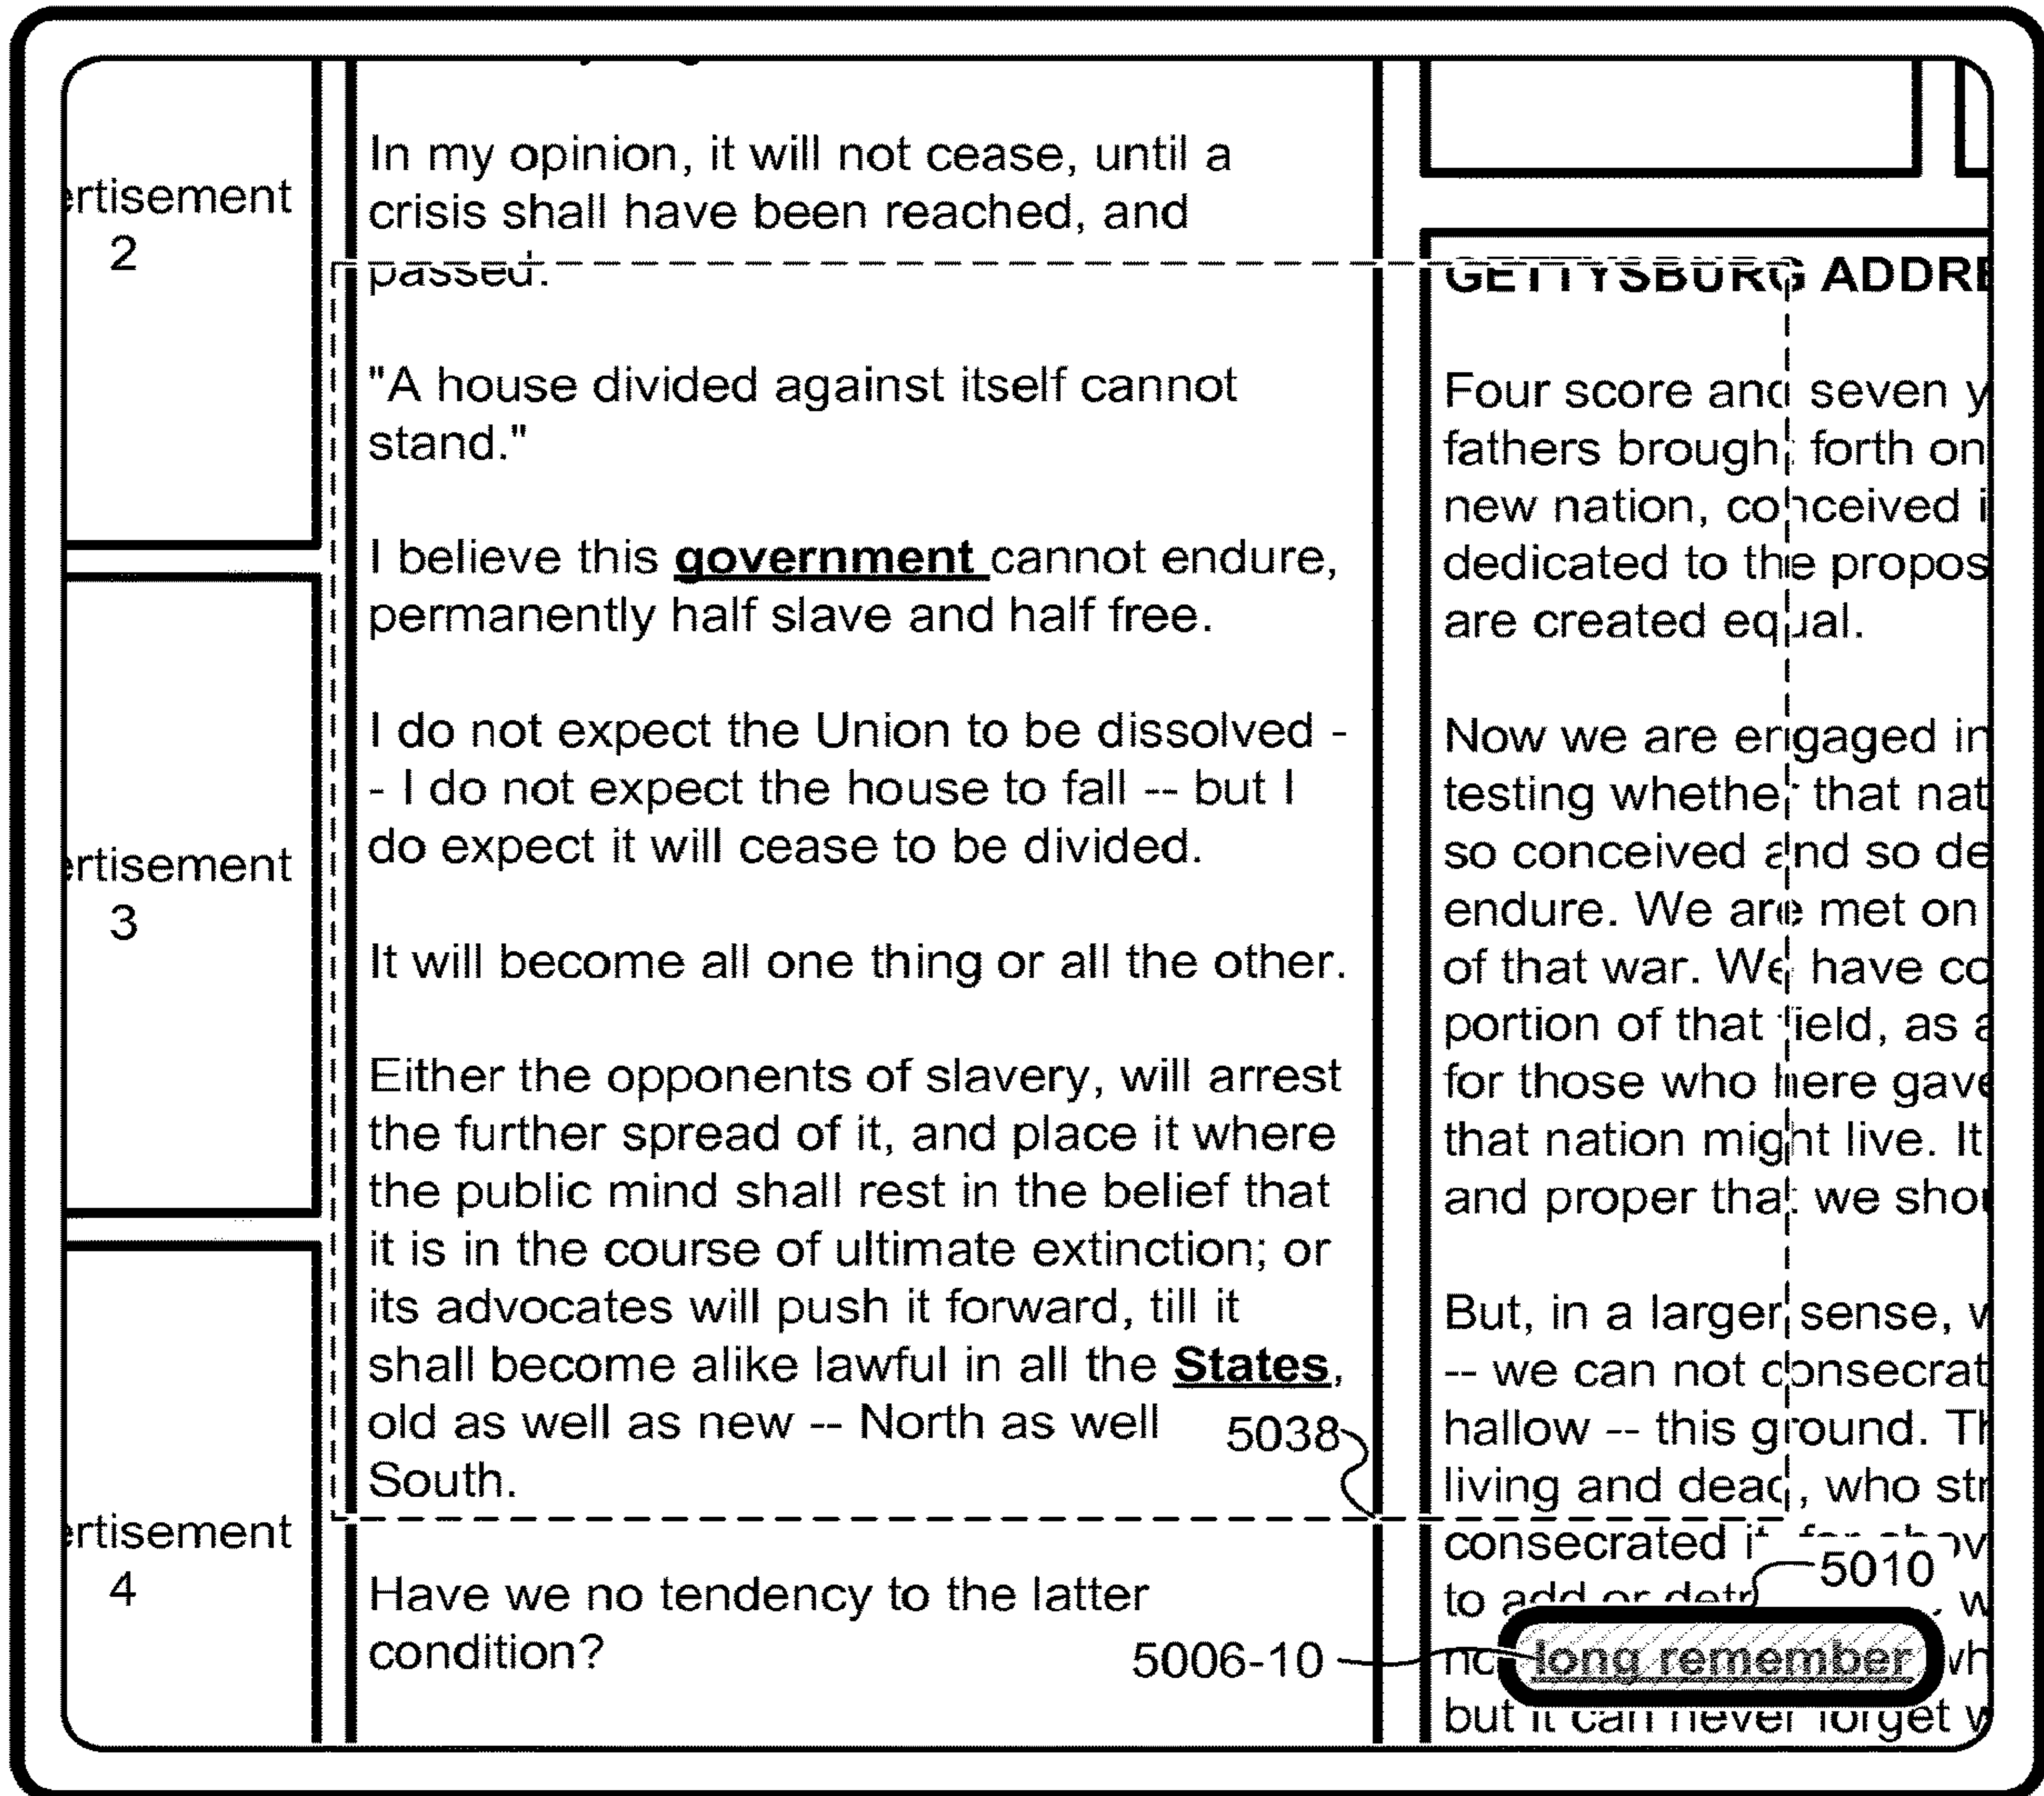 rtisement
2
rtisement
3
rtisement
4
In my opinion, it will not cease, until a
crisis shall have been reached, and
passed.
"A house divided against itself cannot
stand."
I believe this government cannot endure,
permanently half slave and half free.
I do not expect the Union to be dissolved -
- I do not expect the house to fall -- but I
do expect it will cease to be divided.
It will become all one thing or all the other.
Either the opponents of slavery, will arrest
the further spread of it, and place it where
the public mind shall rest in the belief that
it is in the course of ultimate extinction; or
its advocates will push it forward, till it
shall become alike lawful in all the States,
old as well as new -- North as well
South.
Have we no tendency to the latter
condition?
5038
5006-10
GETTYSBURG ADDRE
Four score and seven y
fathers brought forth on
new nation, conceived i
dedicated to the propos
are created equal.
Now we are engaged in
testing whether that nat
so conceived and so de
endure. We are met on
of that war. We have co
portion of that field, as a
for those who here gave
that nation might live. It
and proper that we shou
But, in a larger sense, w
-- we can not consecrat
hallow -- this ground. Th
living and dead, who str
consecrated it
5010
to add or detr w
long remember
but it can never forget w